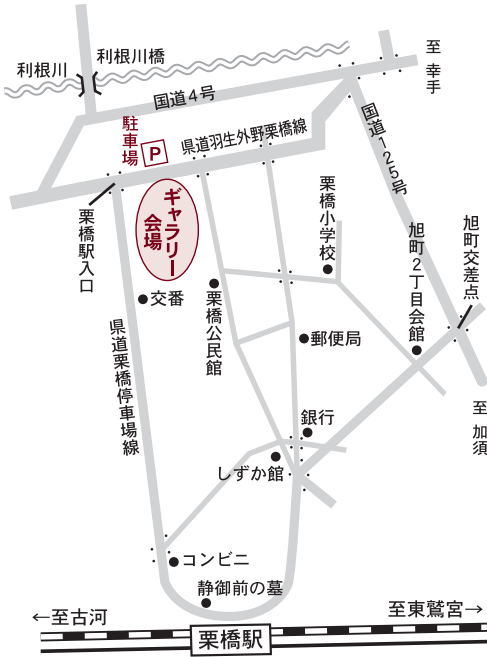 利根川
利根川橋
至
幸手
国道4号
駐車場
P
県道羽生外野栗橋線
国道125号
ギャラリー
会場
栗橋駅入口
栗橋小学校
旭町2丁目会館
旭町交差点
交番
栗橋公民館
県道栗橋停車場線
郵便局
至
加須
銀行
しずか館
コンビニ
静御前の墓
←至古河
至東鷲宮→
栗橋駅